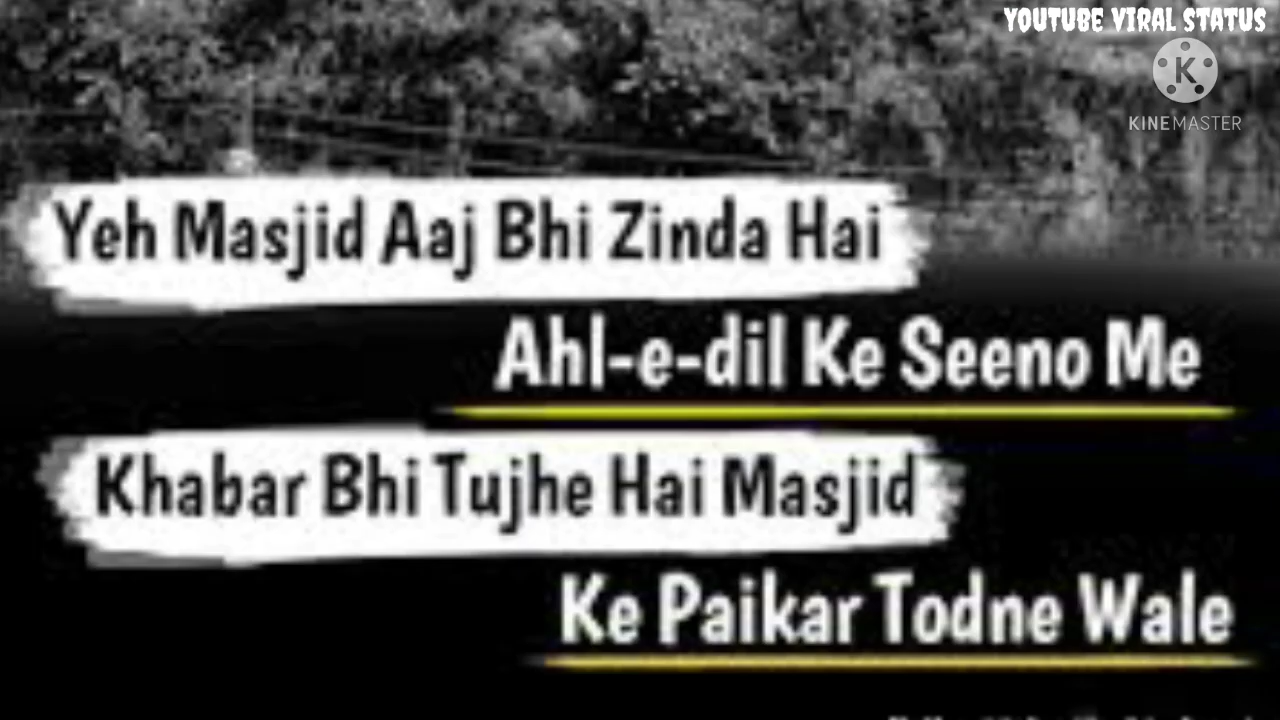 YOUTUBE VIRAL STATUS
K
KINEMASTER
Yeh Masjid Aaj Bhi Zinda Hai
Ahl-e-dil Ke Seeno Me
Khabar Bhi Tujhe Hai Masjid
Ke Paikar Todne Wale